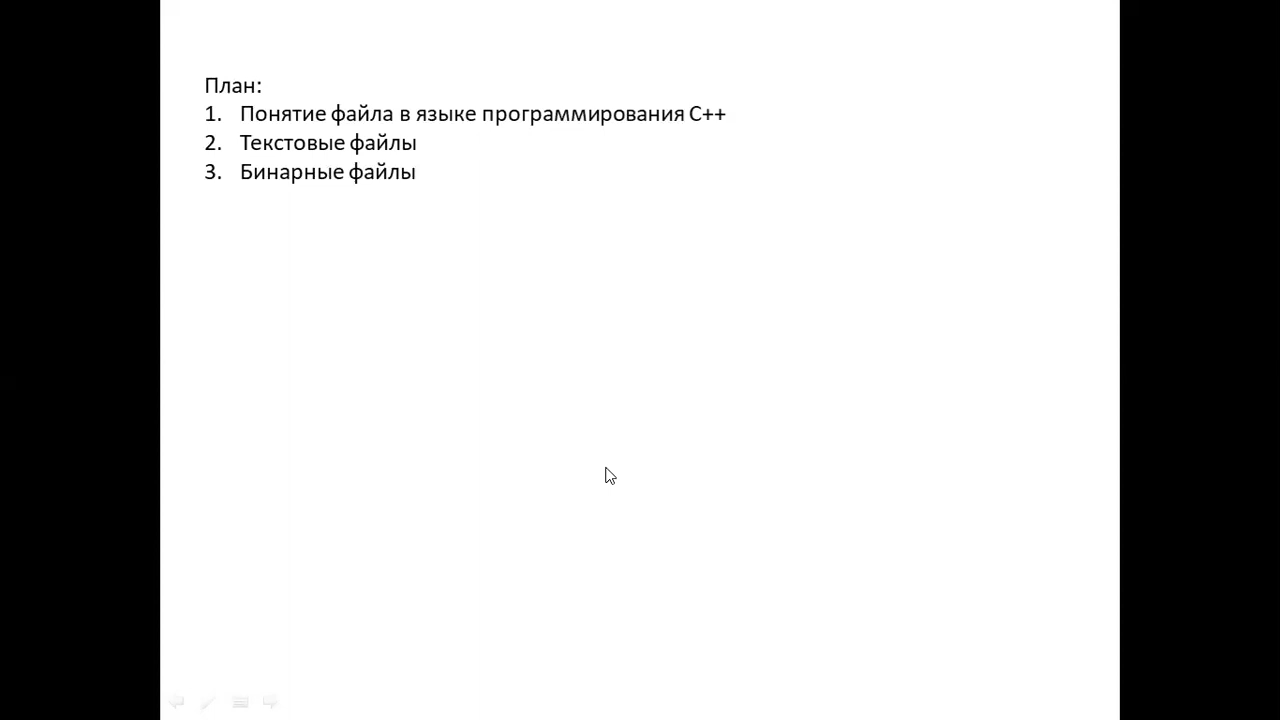 План:
1. Понятие файла в языке программирования C++
2. Текстовые файлы
3. Бинарные файлы